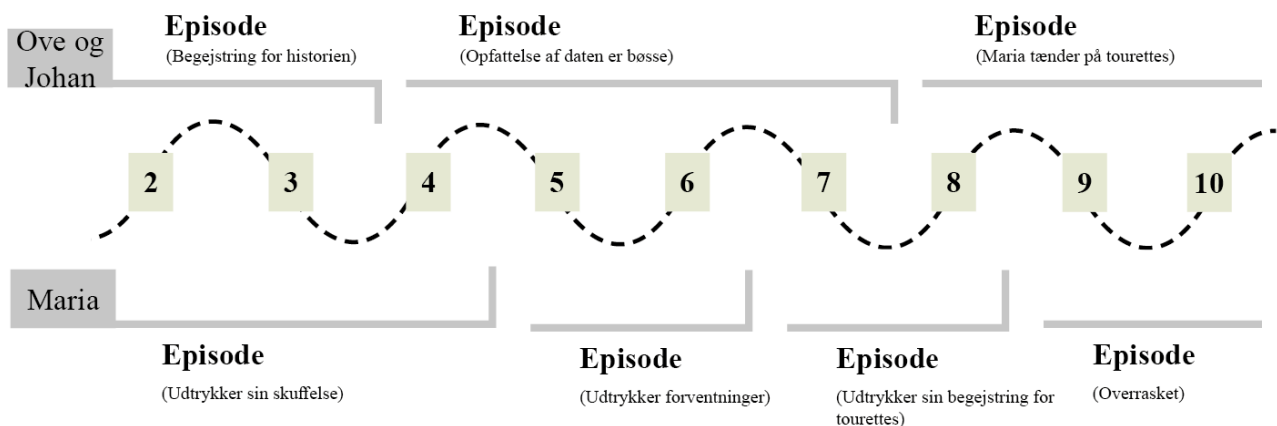 Ove og
Johan
Episode
(Begejstring for historien)
Episode
(Opfattelse af daten er bøsse)
Episode
(Maria tænder på tourettes)
2
3
4
5
6
7
8
9
10
Maria
Episode
(Udtrykker sin skuffelse)
Episode
(Udtrykker forventninger)
Episode
(Udtrykker sin begejstring for
tourettes)
Episode
(Overrasket)